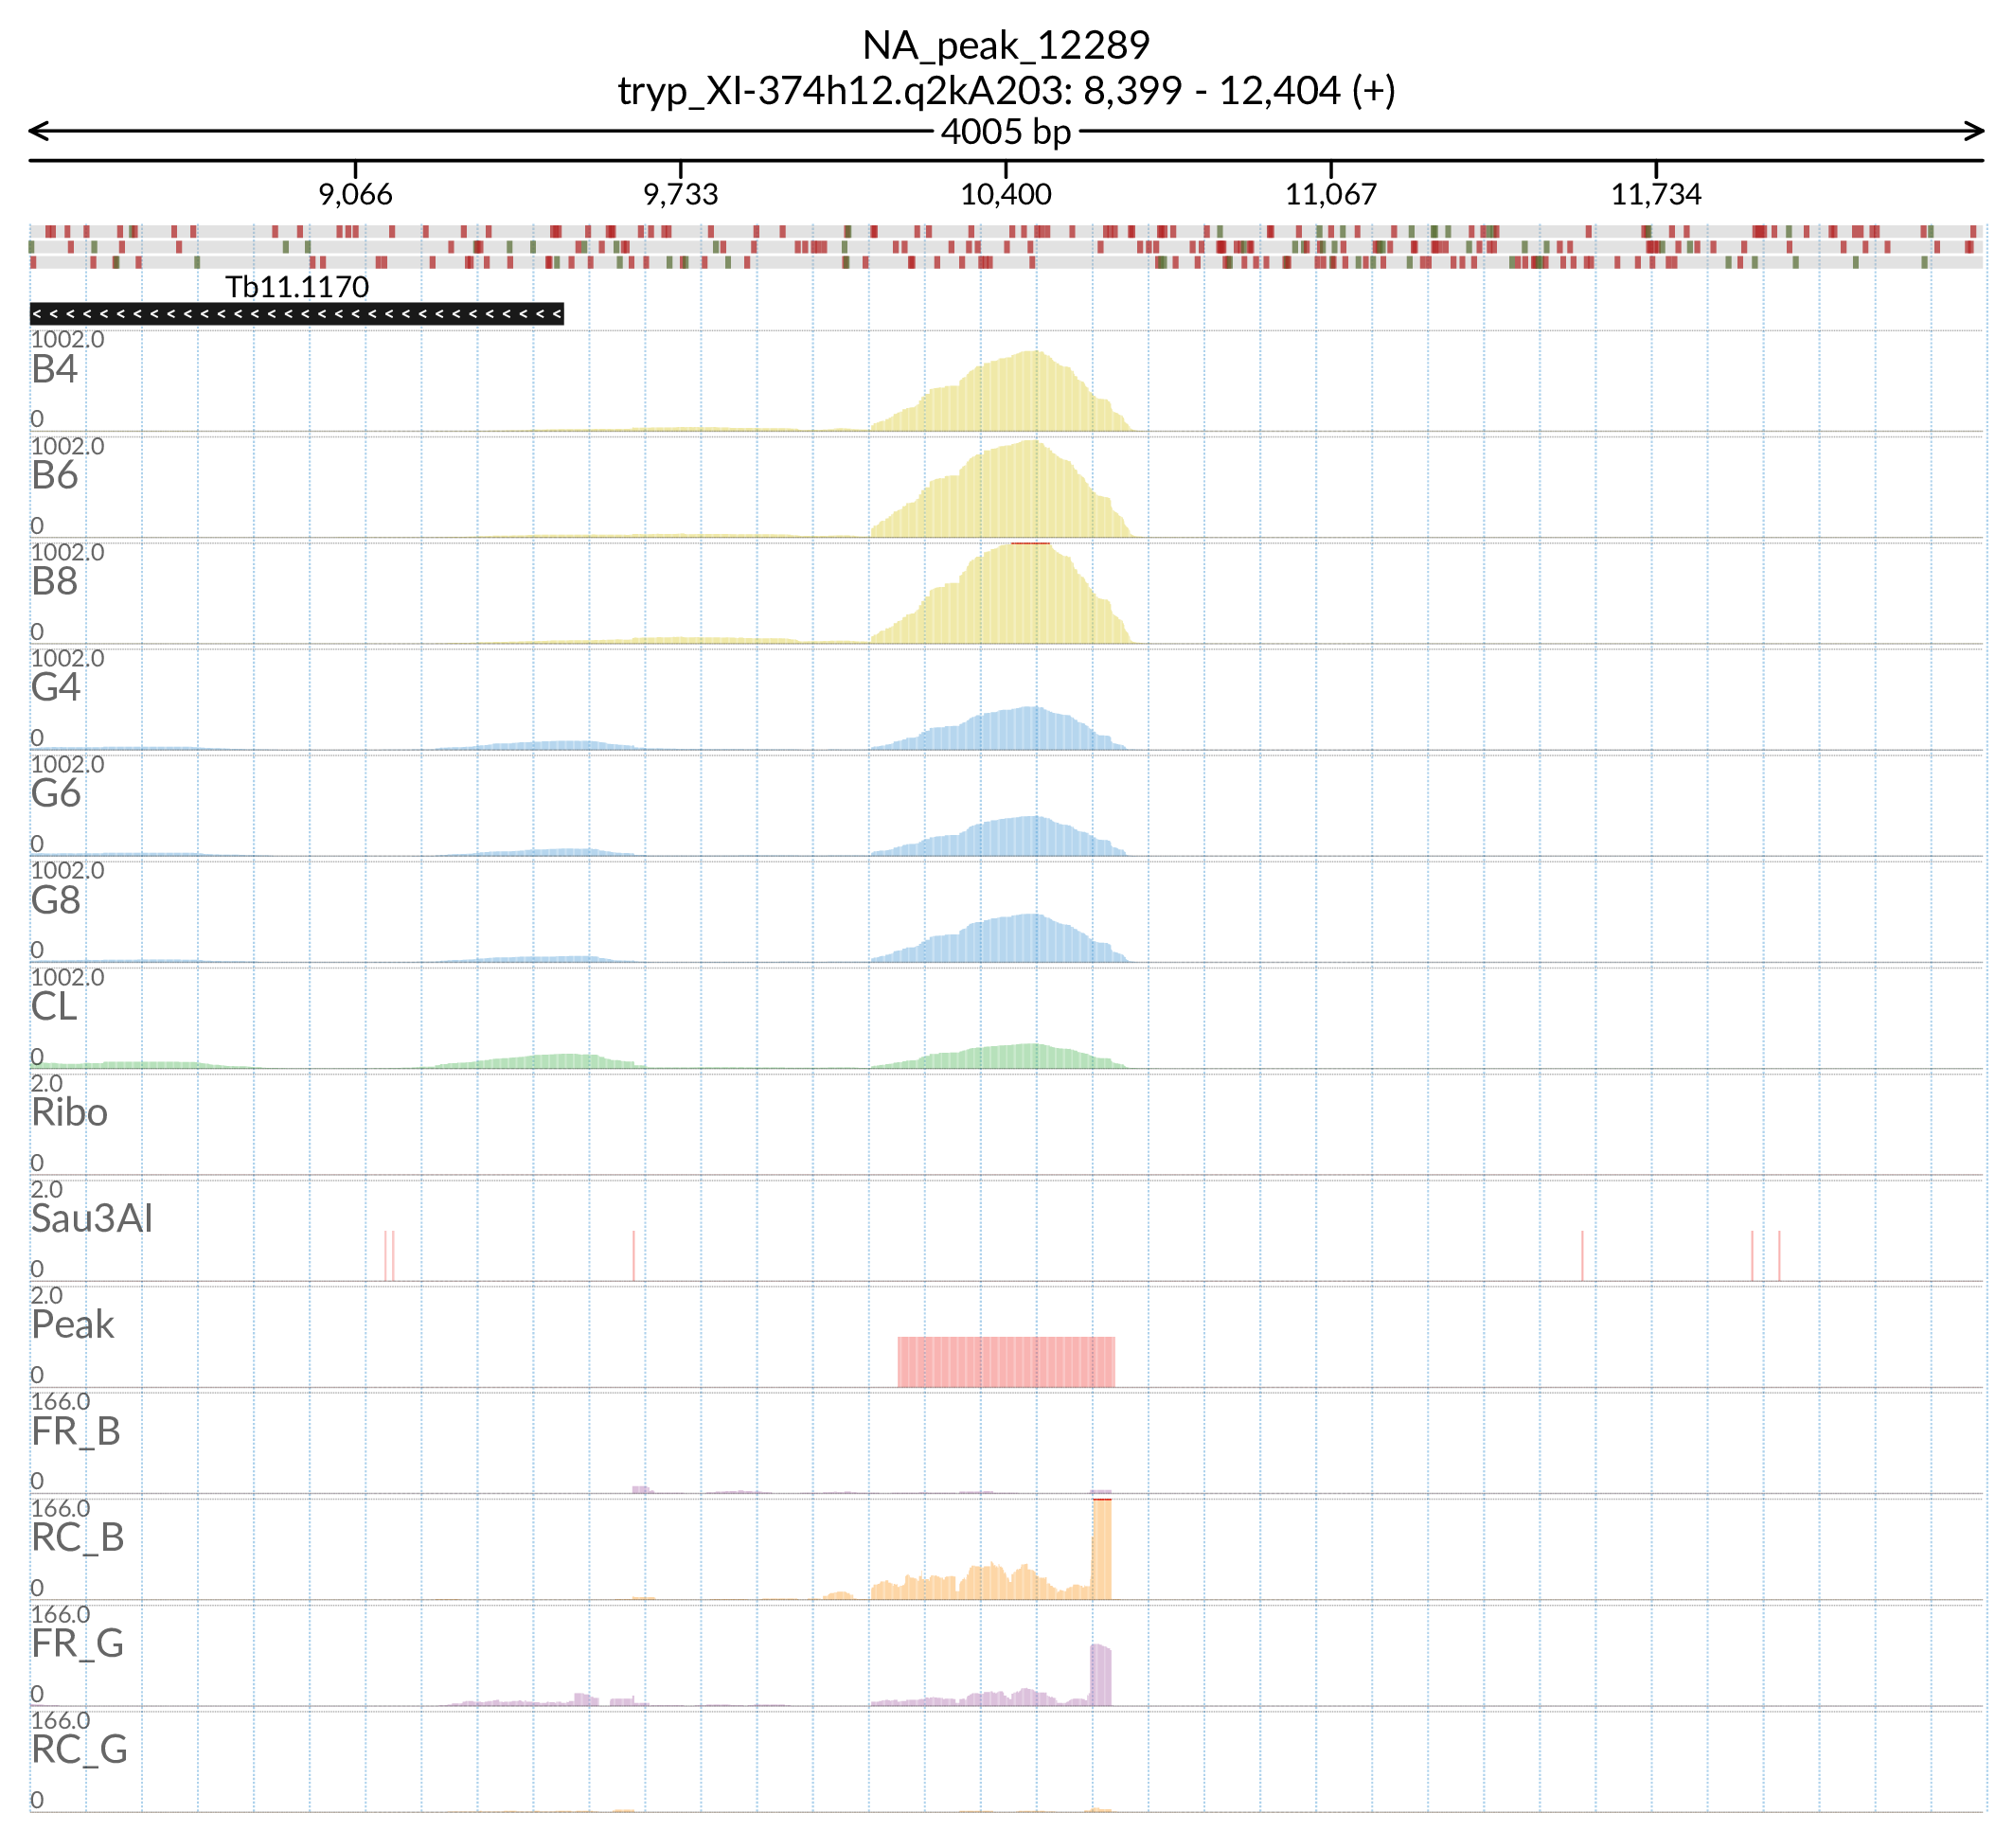 NA_peak_12289
tryp_XI-374h12.q2kA203: 8,399 - 12,404 (+)
4005 bp
9,066 9,733 10,400 11,067 11,734
Tb11.1170
1002.0
B4
0
1002.0
B6
0
1002.0
B8
0
1002.0
G4
0
1002.0
G6
0
1002.0
G8
0
1002.0
CL
0
2.0
Ribo
0
2.0
Sau3AI
0
2.0
Peak
0
166.0
FR_B
0
166.0
RC_B
0
166.0
FR_G
0
166.0
RC_G
0